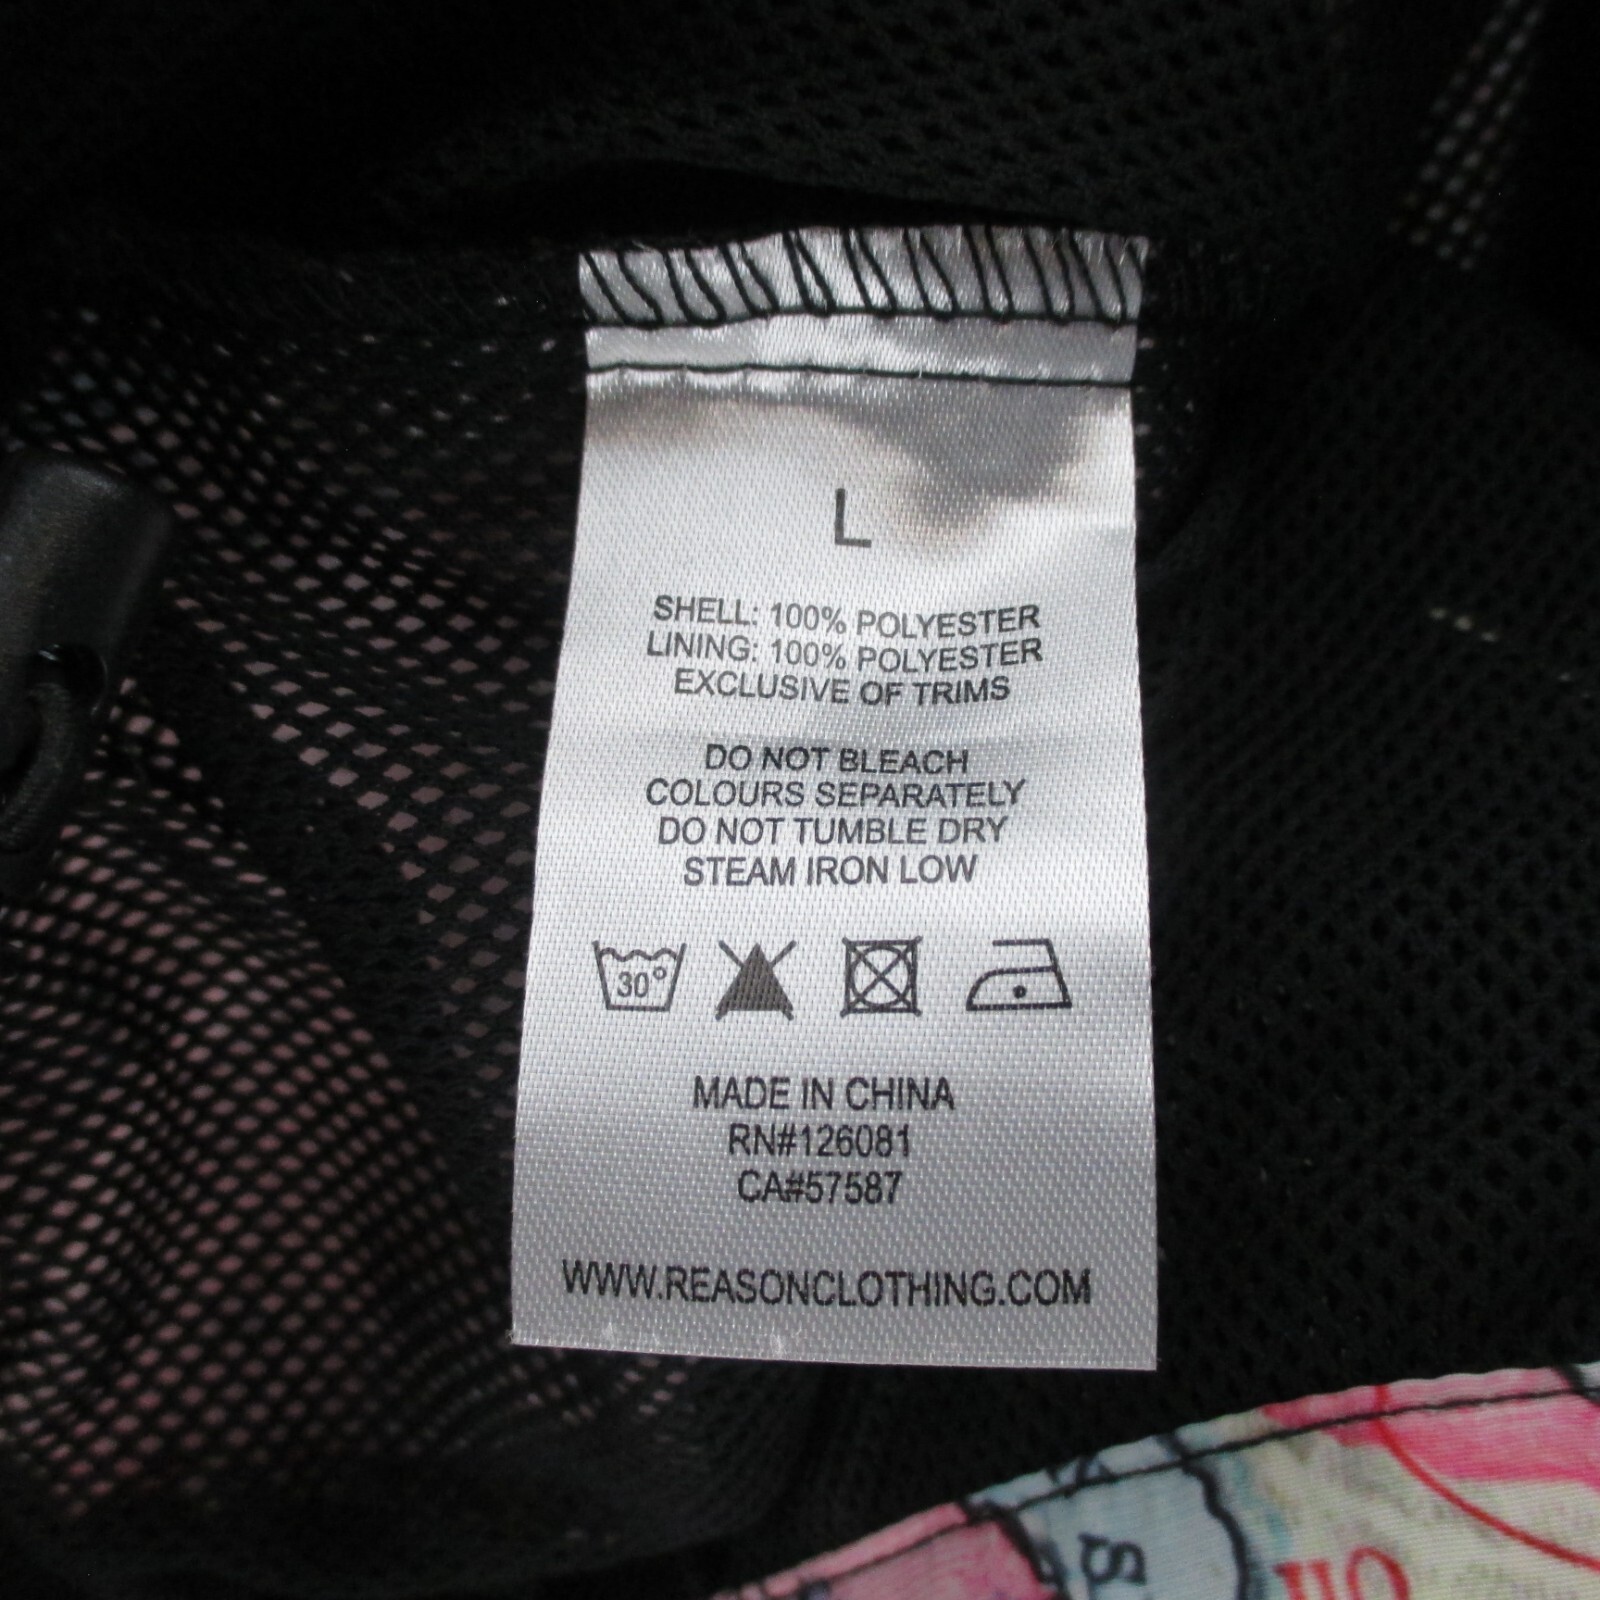 L
SHELL: 100% POLYESTER
LINING: 100% POLYESTER
EXCLUSIVE OF TRIMS
DO NOT BLEACH
COLOURS SEPARATELY
DO NOT TUMBLE DRY
STEAM IRON LOW
30°
MADE IN CHINA
RN#126081
CA#57587
WWW.REASONCLOTHING.COM